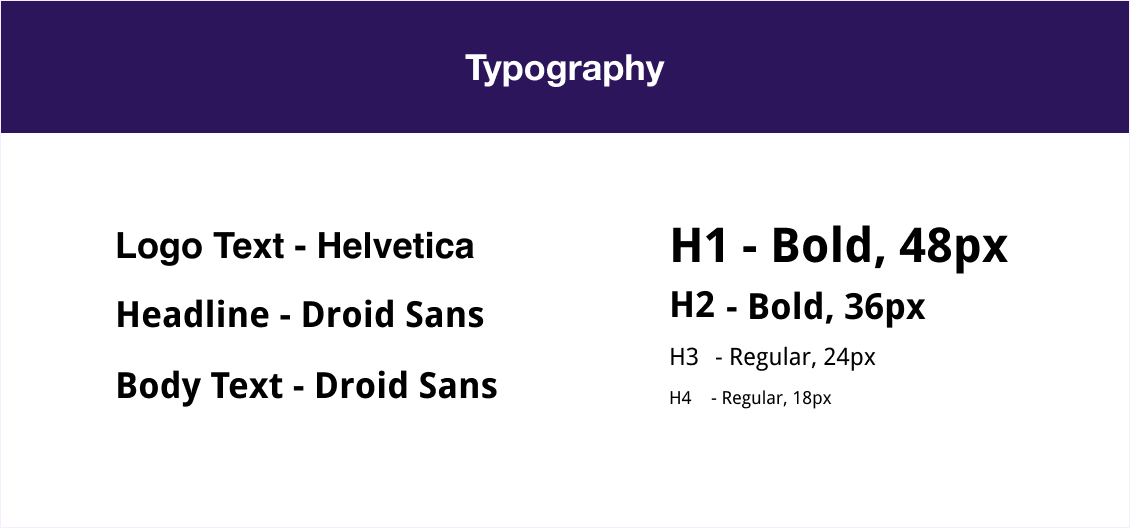 Typography
Logo Text - Helvetica
Headline - Droid Sans
Body Text - Droid Sans
H1 - Bold, 48px
H2 - Bold, 36px
H3 - Regular, 24px
H4 - Regular, 18px